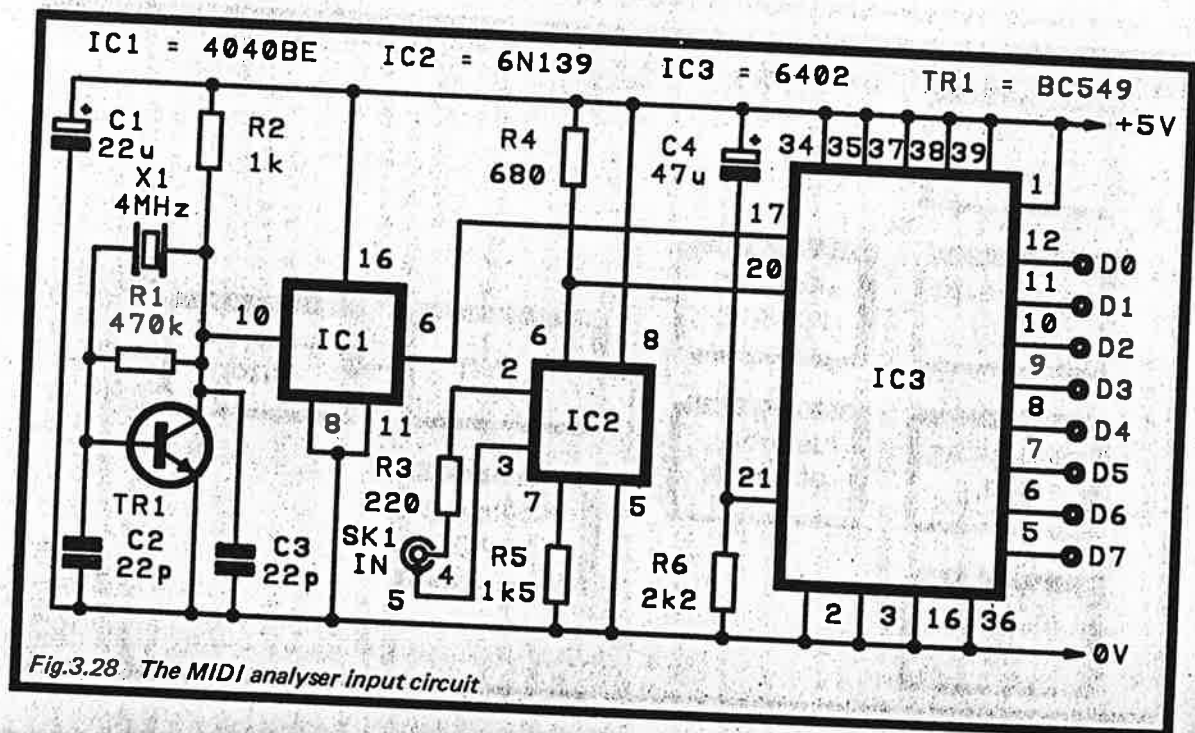 IC1 = 4040BE IC2 = 6N139 IC3 = 6402 TR1 = BC549
+5V
+
C1
22u
R2
1k
R4
680
+
C4
47u
34 35 37 38 39
1
X1
4MHz
17
12
D0
16
20
11
D1
R1
470k
10
IC1
6
6
8
10
D2
9
D3
IC3
2
8
D4
8
11
IC2
7
D5
R3
220
3
21
6
D6
TR1
7
5
5
D7
C2
22p
C3
22p
SK1
IN
4
5
R5
1k5
R6
2k2
2 3 16 36
0V
Fig.3.28 The MIDI analyser input circuit